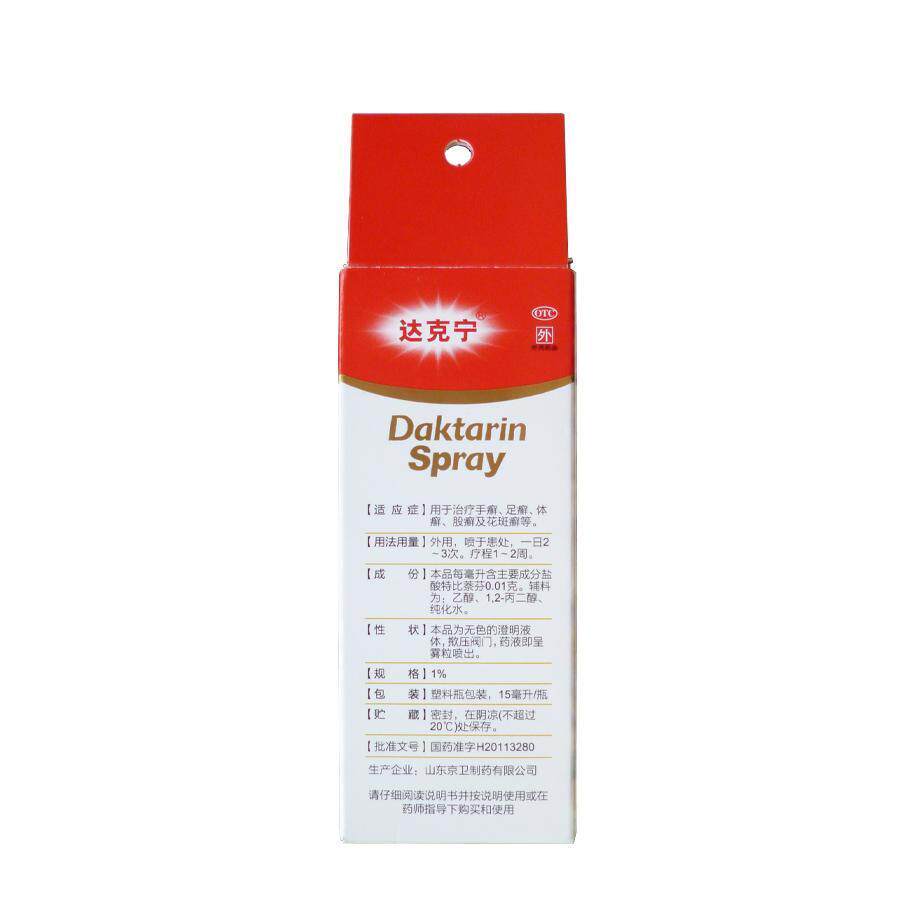 达克宁®
OTC
外
Daktarin
Spray
【适应症】用于治疗手癣、足癣、体
癣、股癣及花斑癣等。
【用法用量】外用，喷于患处，一日2
～3次。疗程1～2周。
【成份】本品每毫升含主要成分盐
酸特比萘芬0.01克。辅料
为：乙醇、1,2-丙二醇、
纯化水。
【性状】本品为无色的澄明液
体，揿压阀门，药液即呈
雾粒喷出。
【规格】1%
【包装】塑料瓶包装，15毫升/瓶
【贮藏】密封，在阴凉(不超过
20℃)处保存。
【批准文号】国药准字H20113280
生产企业：山东京卫制药有限公司
请仔细阅读说明书并按说明使用或在
药师指导下购买和使用